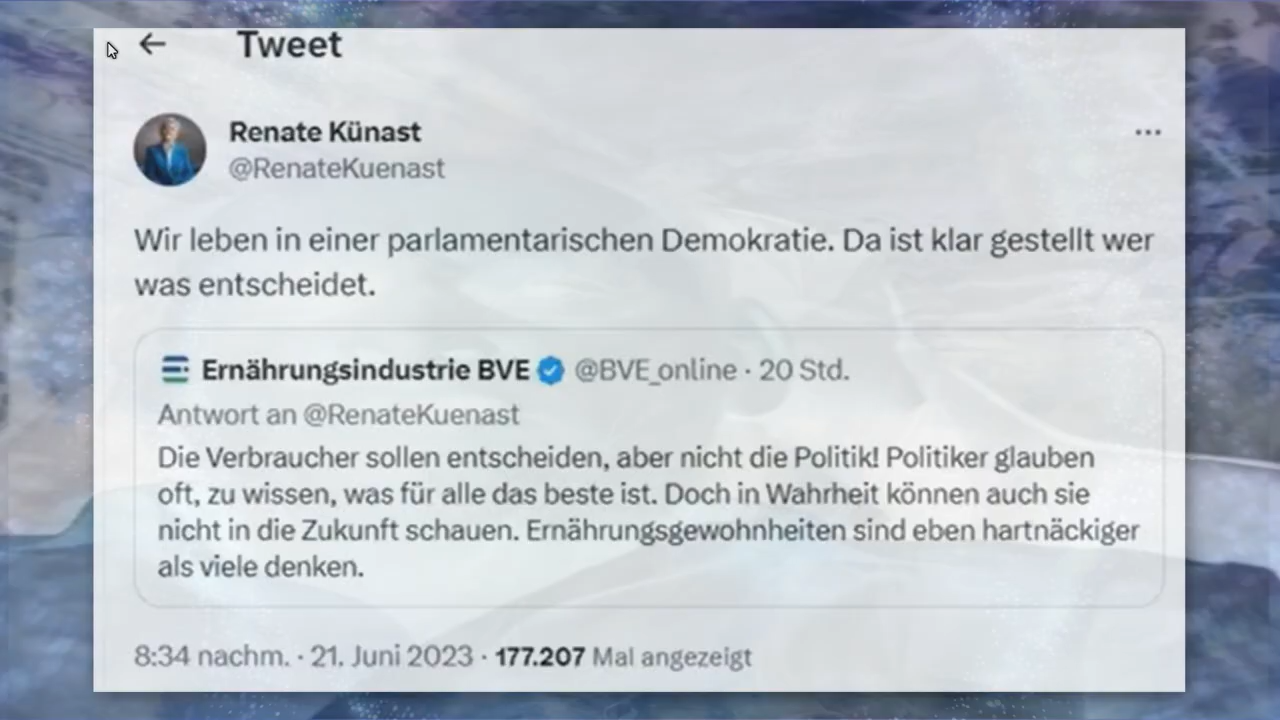 Tweet
Renate Künast
@RenateKuenast
Wir leben in einer parlamentarischen Demokratie. Da ist klar gestellt wer
was entscheidet.
Ernährungsindustrie BVE @BVE_online · 20 Std.
Antwort an @RenateKuenast
Die Verbraucher sollen entscheiden, aber nicht die Politik! Politiker glauben
oft, zu wissen, was für alle das beste ist. Doch in Wahrheit können auch sie
nicht in die Zukunft schauen. Ernährungsgewohnheiten sind eben hartnäckiger
als viele denken.
8:34 nachm. · 21. Juni 2023 · 177.207 Mal angezeigt